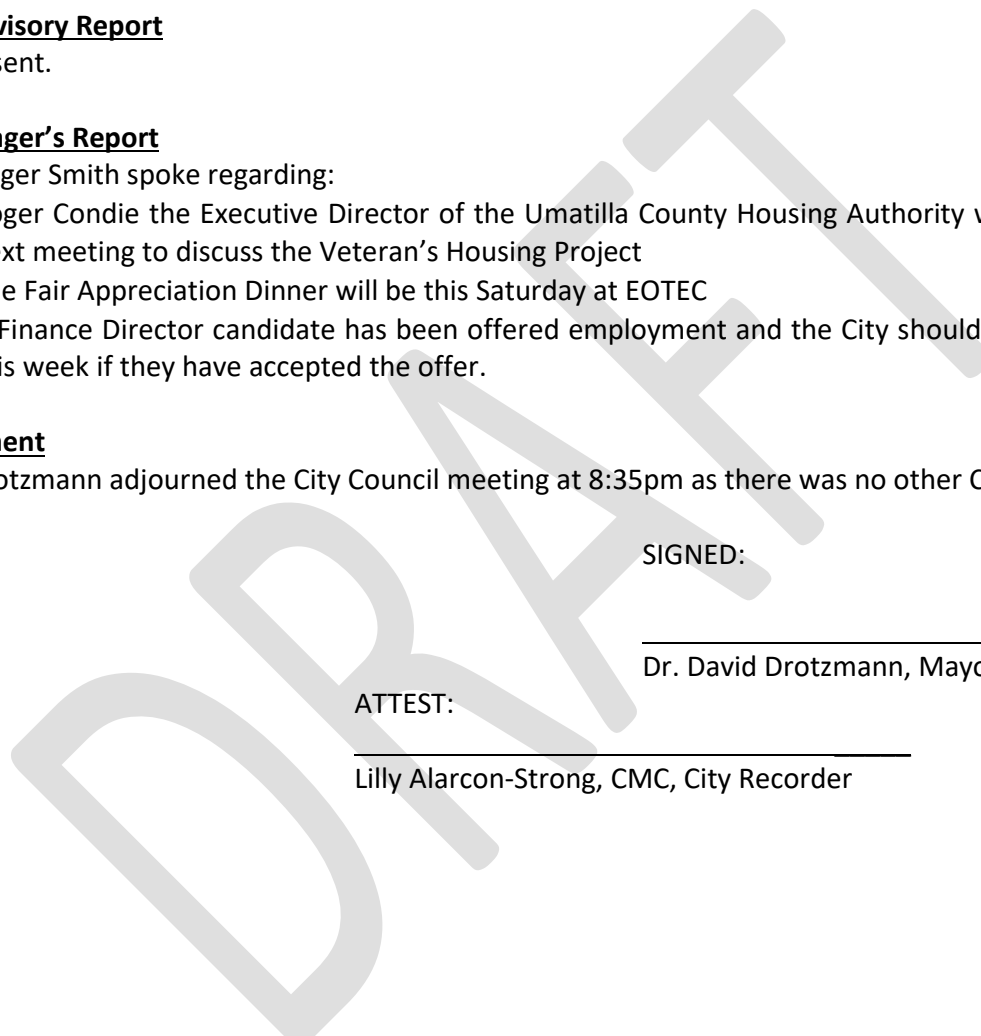 visory Report
sent.
ger's Report
ger Smith spoke regarding:
oger Condie the Executive Director of the Umatilla County Housing Authority
ext meeting to discuss the Veteran's Housing Project
e Fair Appreciation Dinner will be this Saturday at EOTEC
Finance Director candidate has been offered employment and the City should
is week if they have accepted the offer.
ent
otzmann adjourned the City Council meeting at 8:35pm as there was no other
SIGNED:
Dr. David Drotzmann, Mayo
ATTEST:
Lilly Alarcon-Strong, CMC, City Recorder
DRAFT